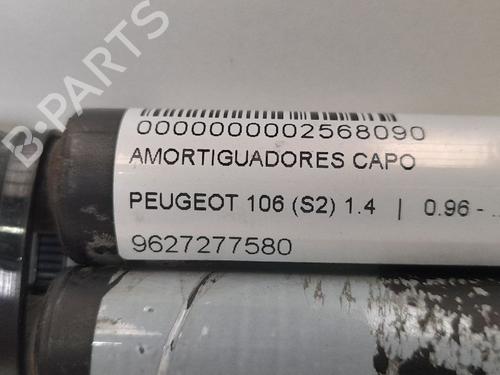 B-PARTS
0000000002568090
AMORTIGUADORES CAPO
PEUGEOT 106 (S2) 1.4 | 0.96 - ..
9627277580